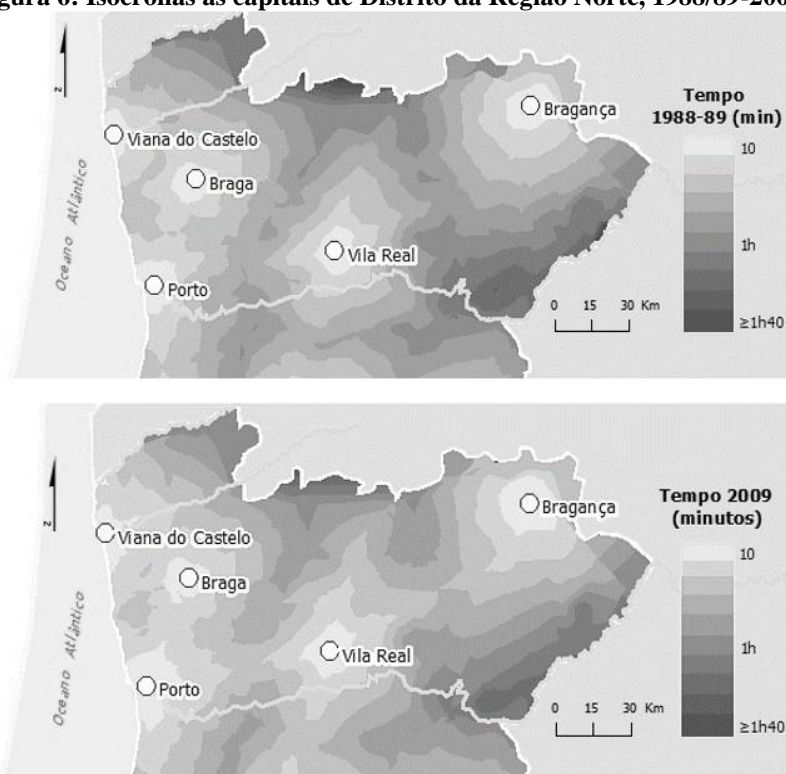 gura 6: Isócronas às capitais de Distrito da Região Norte, 1988/89-200
N
Viana do Castelo
Bragança
Braga
Oceano Atlântico
Vila Real
Porto
Tempo
1988-89 (min)
10
1h
≥1h40
0 15 30 Km
N
Viana do Castelo
Bragança
Braga
Oceano Atlântico
Vila Real
Porto
Tempo 2009
(minutos)
10
1h
≥1h40
0 15 30 Km